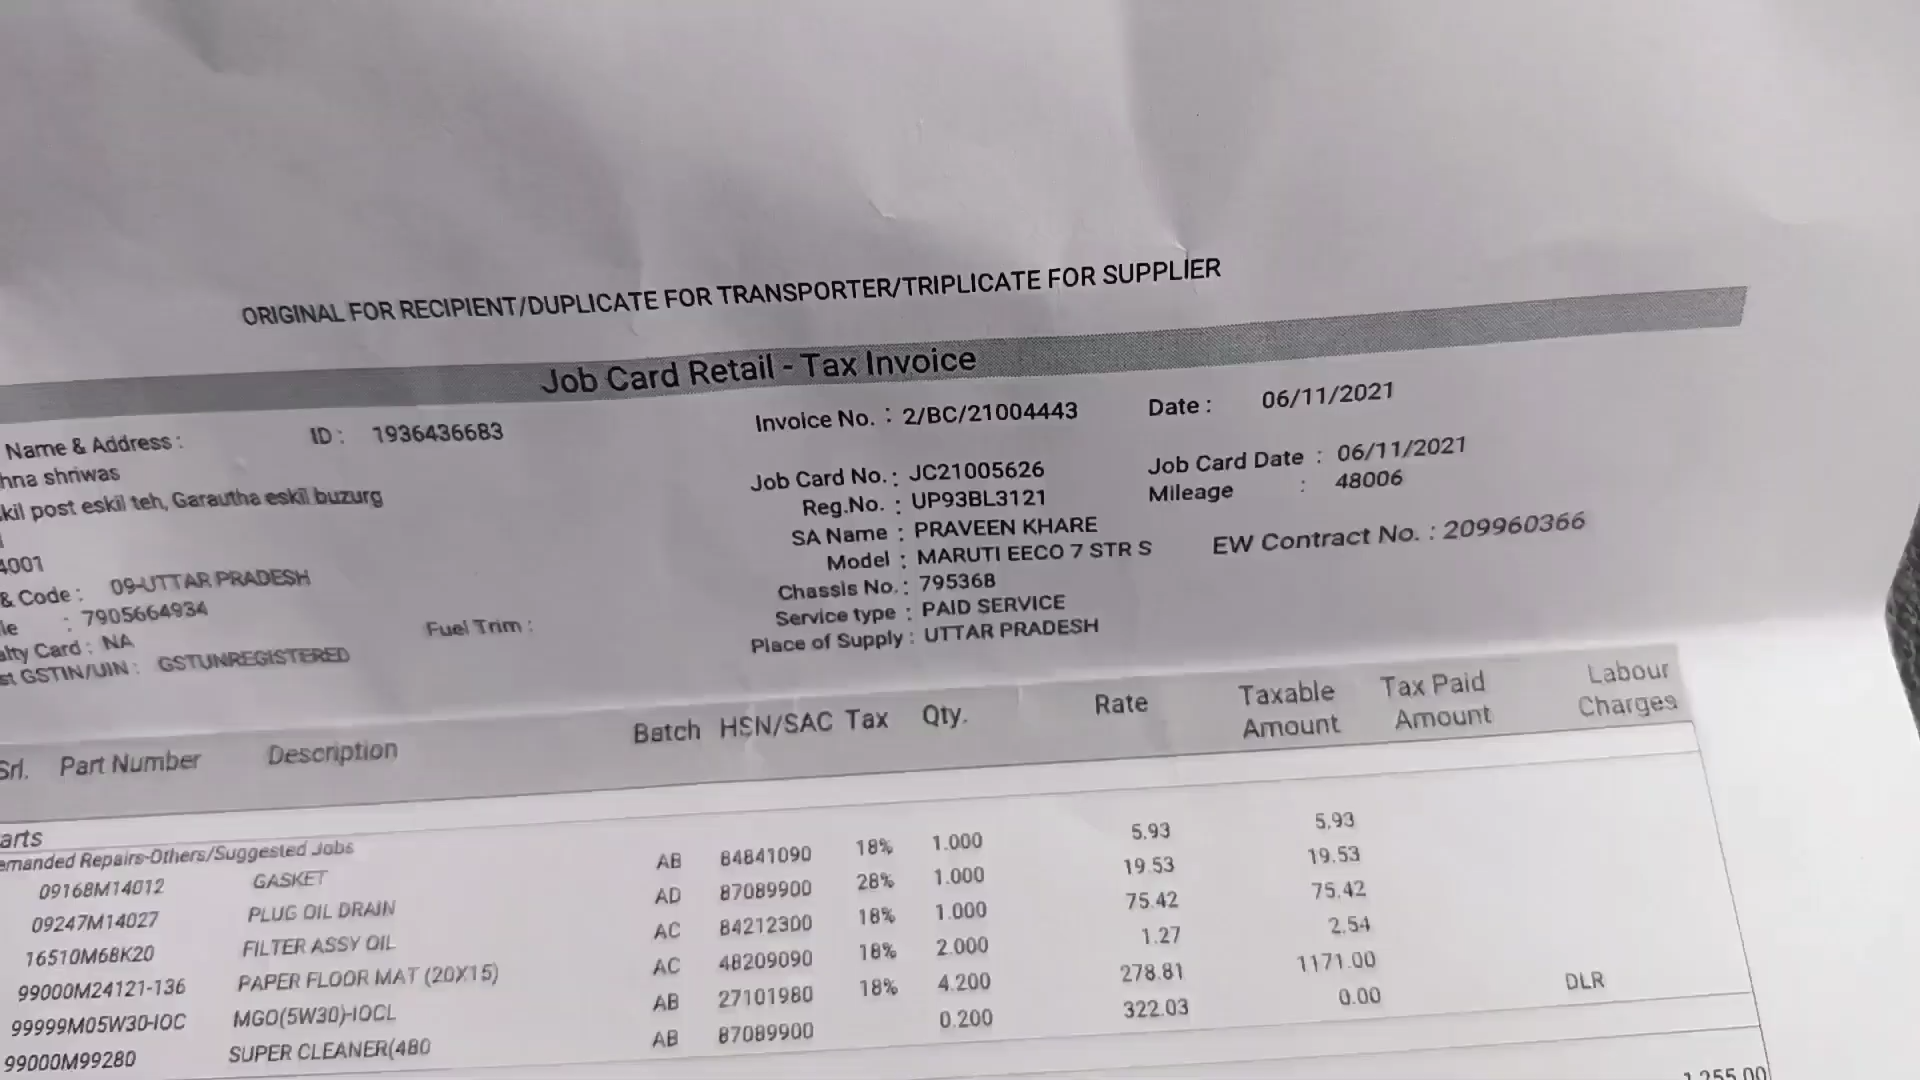 ORIGINAL FOR RECIPIENT/DUPLICATE FOR TRANSPORTER/TRIPLICATE FOR SUPPLIER
Job Card Retail - Tax Invoice
Name & Address : ID : 1936436683 Invoice No. : 2/BC/21004443 Date : 06/11/2021
hna shriwas
kil post eskil teh, Garautha eskil buzurg
4001
& Code : 09-UTTAR PRADESH
le : 7905664934
alty Card : NA Fuel Trim :
st GSTIN/UIN : GSTUNREGISTERED
Job Card No. : JC21005626 Job Card Date : 06/11/2021
Reg.No. : UP93BL3121 Mileage : 48006
SA Name : PRAVEEN KHARE
Model : MARUTI EECO 7 STR S EW Contract No. : 209960366
Chassis No. : 795368
Service type : PAID SERVICE
Place of Supply : UTTAR PRADESH
Srl. Part Number Description Batch HSN/SAC Tax Qty. Rate Taxable Amount Tax Paid Amount Labour Charges
arts
emanded Repairs-Others/Suggested Jobs
09168M14012 GASKET AB 84841090 18% 1.000 5.93 5.93
09247M14027 PLUG OIL DRAIN AD 87089900 28% 1.000 19.53 19.53
16510M68K20 FILTER ASSY OIL AC 84212300 18% 1.000 75.42 75.42
99000M24121-136 PAPER FLOOR MAT (20X15) AC 48209090 18% 2.000 1.27 2.54
99999M05W30-IOC MGO(5W30)-IOCL AB 27101980 18% 4.200 278.81 1171.00
99000M99280 SUPER CLEANER(480 AB 87089900 0.200 322.03 0.00 DLR
1,255.00